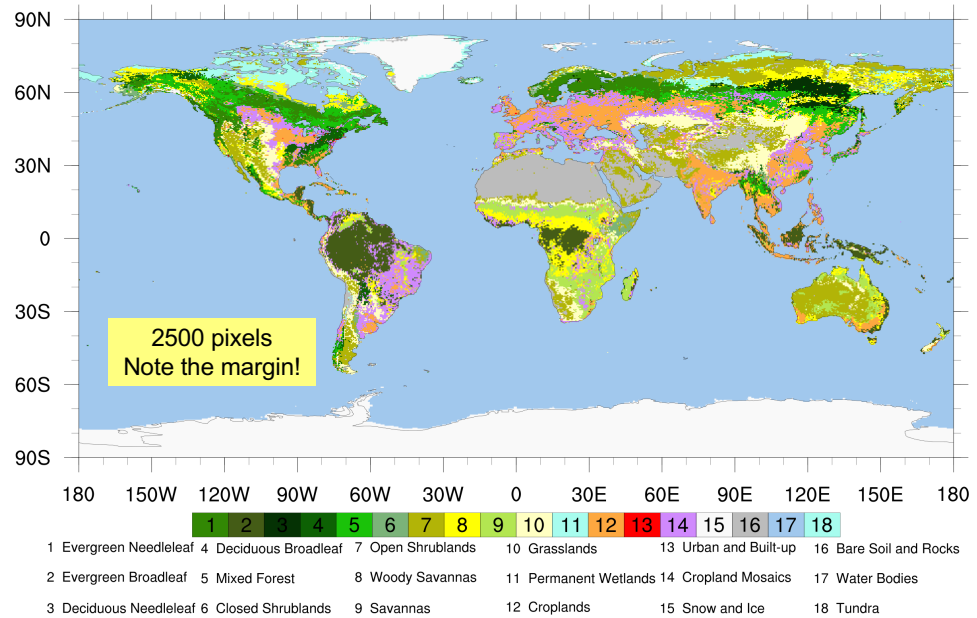 90N
60N
30N
0
30S
60S
90S
2500 pixels
Note the margin!
180 150W 120W 90W 60W 30W 0 30E 60E 90E 120E 150E 180
1 2 3 4 5 6 7 8 9 10 11 12 13 14 15 16 17 18
1 Evergreen Needleleaf 4 Deciduous Broadleaf 7 Open Shrublands 10 Grasslands 13 Urban and Built-up 16 Bare Soil and Rocks
2 Evergreen Broadleaf 5 Mixed Forest 8 Woody Savannas 11 Permanent Wetlands 14 Cropland Mosaics 17 Water Bodies
3 Deciduous Needleleaf 6 Closed Shrublands 9 Savannas 12 Croplands 15 Snow and Ice 18 Tundra